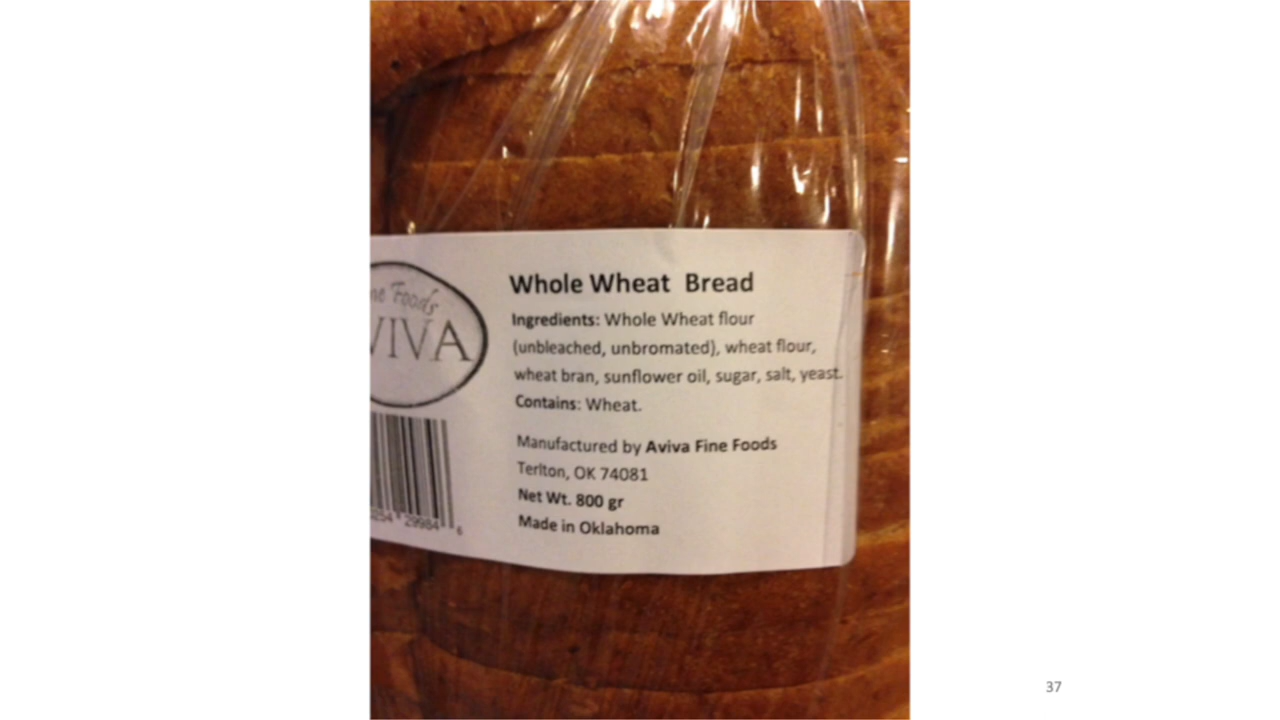 ne Foods
VIVA
Whole Wheat Bread
Ingredients: Whole Wheat flour
(unbleached, unbromated), wheat flour,
wheat bran, sunflower oil, sugar, salt, yeast.
Contains: Wheat.
Manufactured by Aviva Fine Foods
Terlton, OK 74081
Net Wt. 800 gr
Made in Oklahoma
29984 6
37